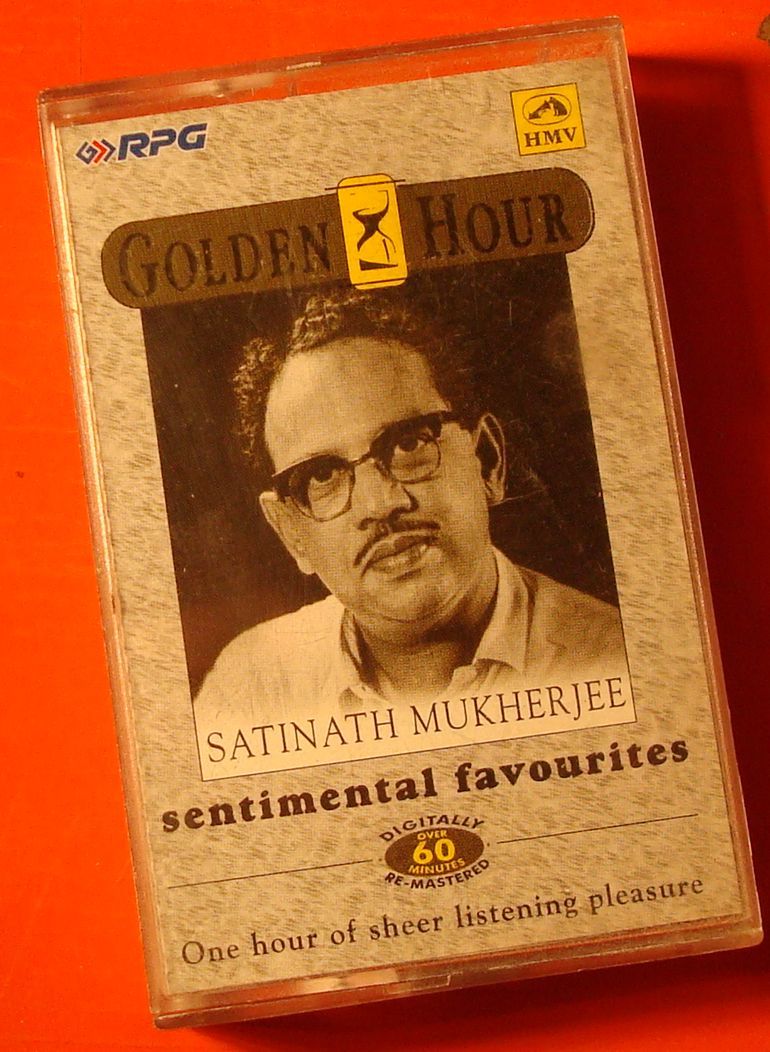 RPG
HMV
GOLDEN HOUR
SATINATH MUKHERJEE
sentimental favourites
DIGITALLY
OVER
60
MINUTES
RE-MASTERED
One hour of sheer listening pleasure